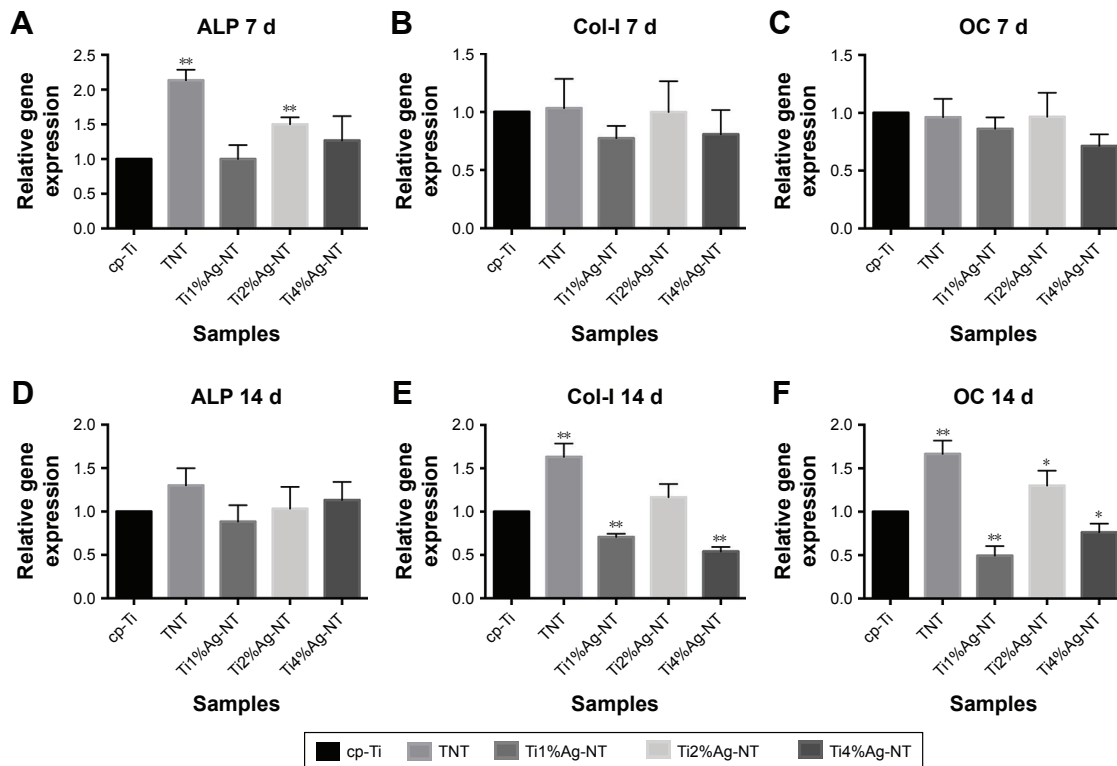 A
ALP 7 d
Relative gene
expression
2.5
2.0
1.5
1.0
0.5
0.0
**
**
cp-Ti
TNT
Ti1%Ag-NT
Ti2%Ag-NT
Ti4%Ag-NT
Samples
B
Col-I 7 d
Relative gene
expression
1.5
1.0
0.5
0.0
cp-Ti
TNT
Ti1%Ag-NT
Ti2%Ag-NT
Ti4%Ag-NT
Samples
C
OC 7 d
Relative gene
expression
1.5
1.0
0.5
0.0
cp-Ti
TNT
Ti1%Ag-NT
Ti2%Ag-NT
Ti4%Ag-NT
Samples
D
ALP 14 d
Relative gene
expression
2.0
1.5
1.0
0.5
0.0
cp-Ti
TNT
Ti1%Ag-NT
Ti2%Ag-NT
Ti4%Ag-NT
Samples
E
Col-I 14 d
Relative gene
expression
2.0
1.5
1.0
0.5
0.0
**
**
**
cp-Ti
TNT
Ti1%Ag-NT
Ti2%Ag-NT
Ti4%Ag-NT
Samples
F
OC 14 d
Relative gene
expression
2.0
1.5
1.0
0.5
0.0
**
**
*
*
cp-Ti
TNT
Ti1%Ag-NT
Ti2%Ag-NT
Ti4%Ag-NT
Samples
cp-Ti TNT Ti1%Ag-NT Ti2%Ag-NT Ti4%Ag-NT